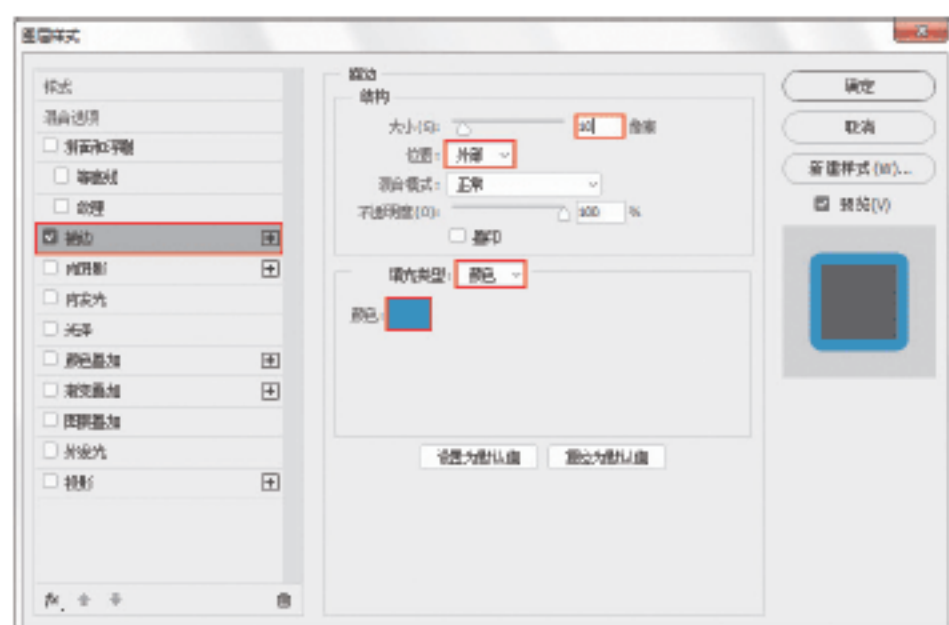 图层样式
样式
混合选项
斜面和浮雕
等高线
纹理
描边
内阴影
内发光
光泽
颜色叠加
渐变叠加
图案叠加
外发光
投影
fx
描边
结构
大小(S): 10 像素
位置: 外部
混合模式: 正常
不透明度(O): 100 %
叠印
填充类型: 颜色
颜色:
设置为默认值 复位为默认值
确定
取消
新建样式(W)...
预览(V)